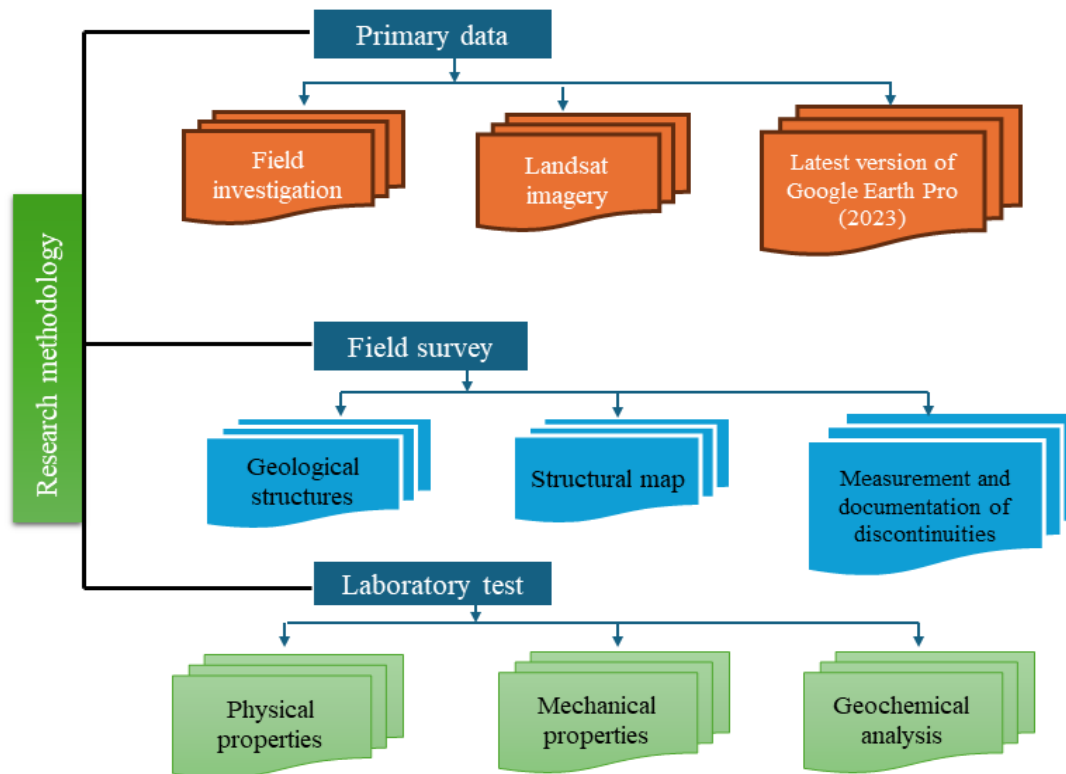 Research methodology
Primary data
Field
investigation
Landsat
imagery
Latest version of
Google Earth Pro
(2023)
Field survey
Geological
structures
Structural map
Measurement and
documentation of
discontinuities
Laboratory test
Physical
properties
Mechanical
properties
Geochemical
analysis